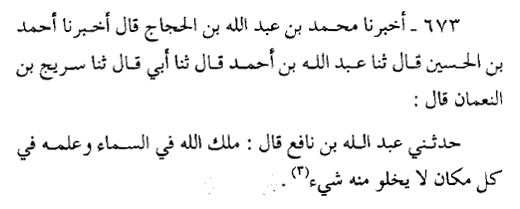 ٦٧٣ ـ أخبرنا محمد بن عبد الله بن الحجاج قال أخبرنا أحمد
بن الحسين قال ثنا عبد الله بن أحمد قال ثنا أبي قال ثنا سريج بن
النعمان قال :
حدثني عبد الله بن نافع قال : ملك الله في السماء وعلمه في
كل مكان لا يخلو منه شيء(٣) .